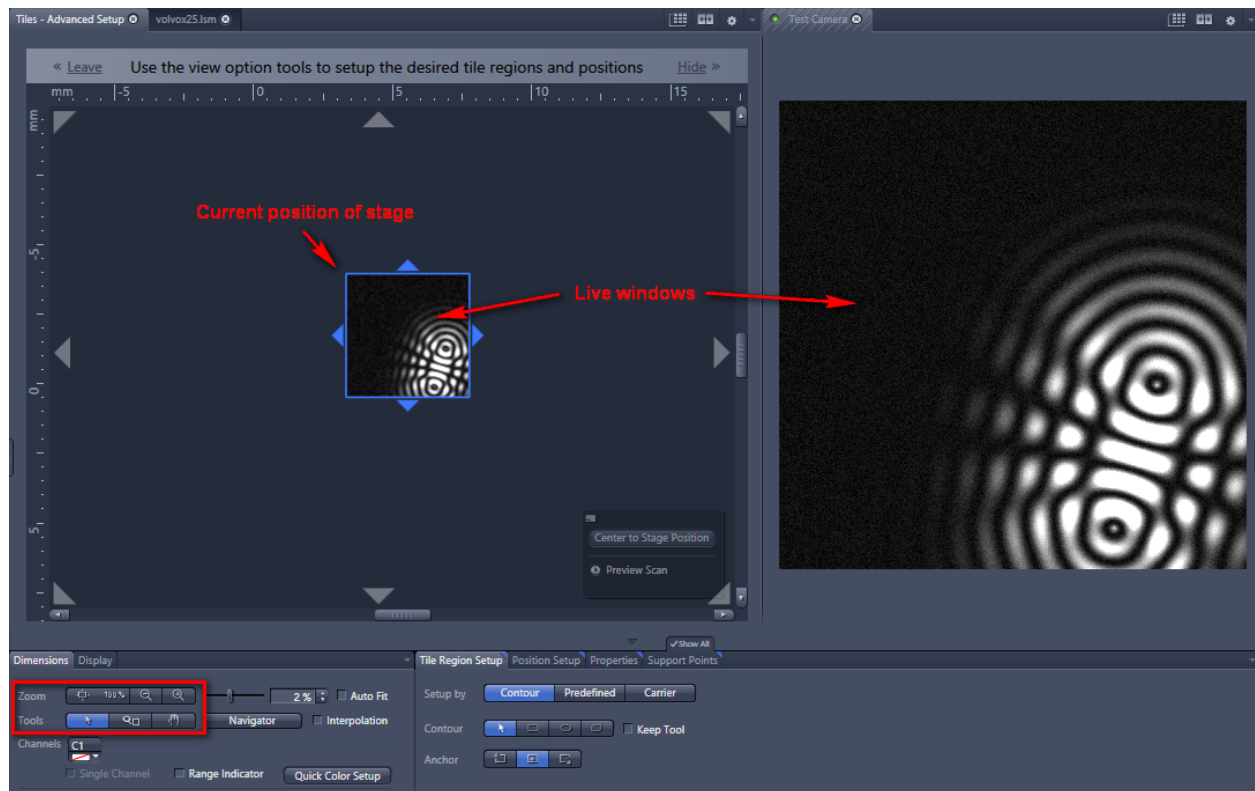 Tiles - Advanced Setup volvox25.lsm
Test Camera
« Leave Use the view option tools to setup the desired tile regions and positions Hide »
mm -5 0 5 10 15
mm
-5
0
5
Current position of stage
Live windows
Center to Stage Position
Preview Scan
Show All
Dimensions Display
Zoom 100% 2 % Auto Fit
Tools Navigator Interpolation
Channels C1
Single Channel Range Indicator Quick Color Setup
Tile Region Setup Position Setup Properties Support Points
Setup by Contour Predefined Carrier
Contour Keep Tool
Anchor